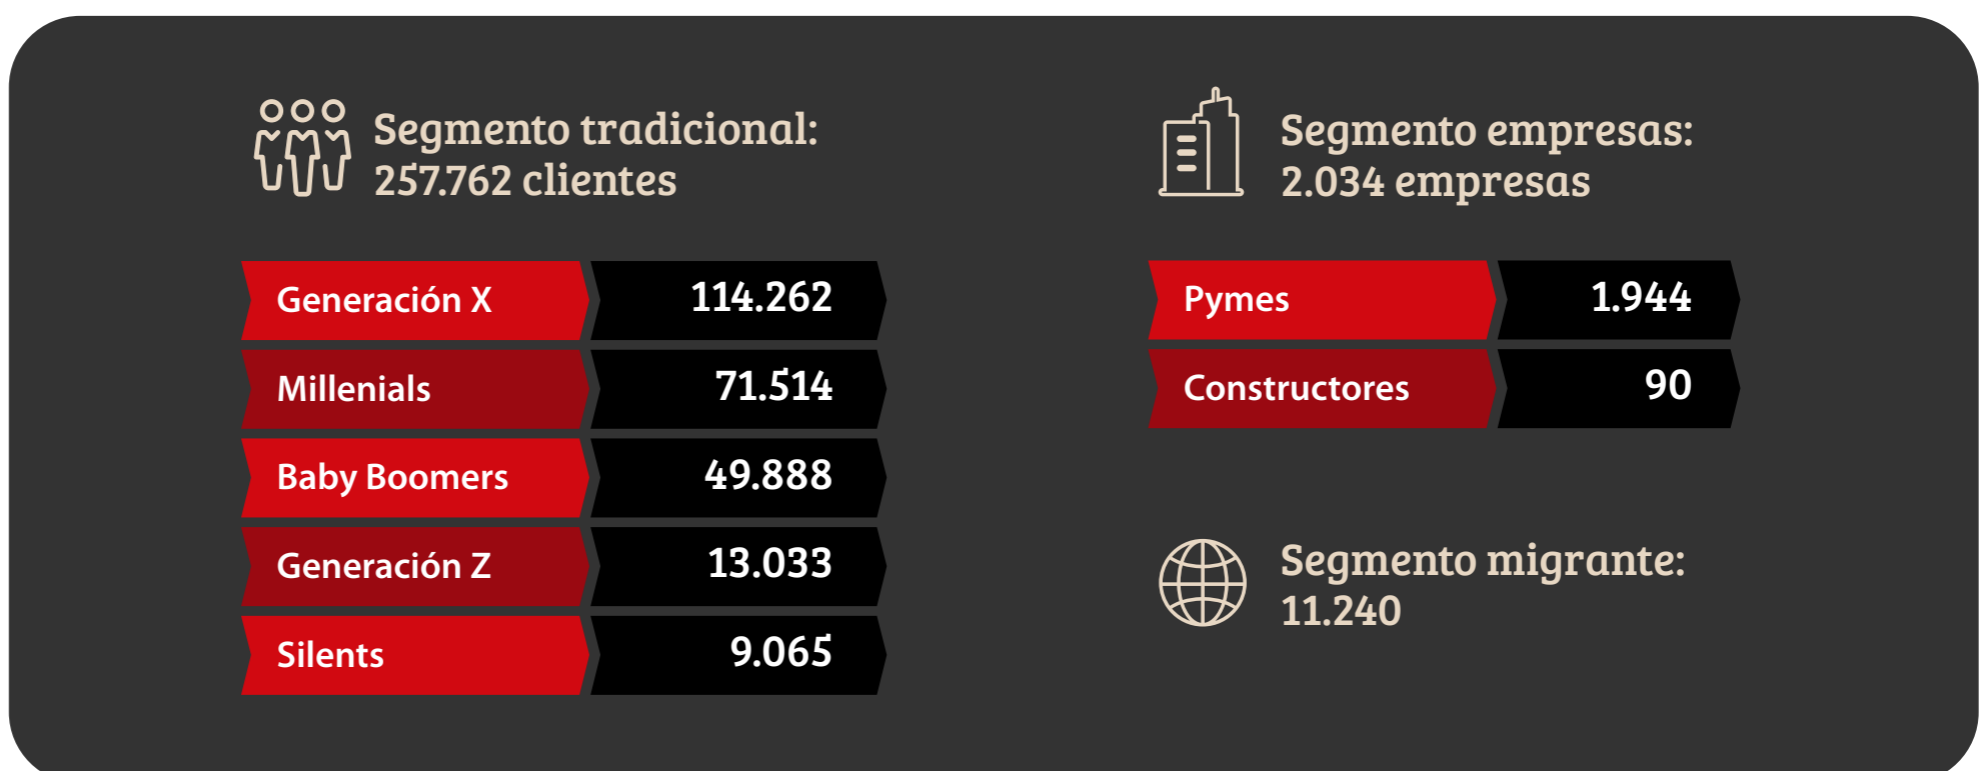 Segmento tradicional:
257.762 clientes
Generación X 114.262
Millenials 71.514
Baby Boomers 49.888
Generación Z 13.033
Silents 9.065
Segmento empresas:
2.034 empresas
Pymes 1.944
Constructores 90
Segmento migrante:
11.240